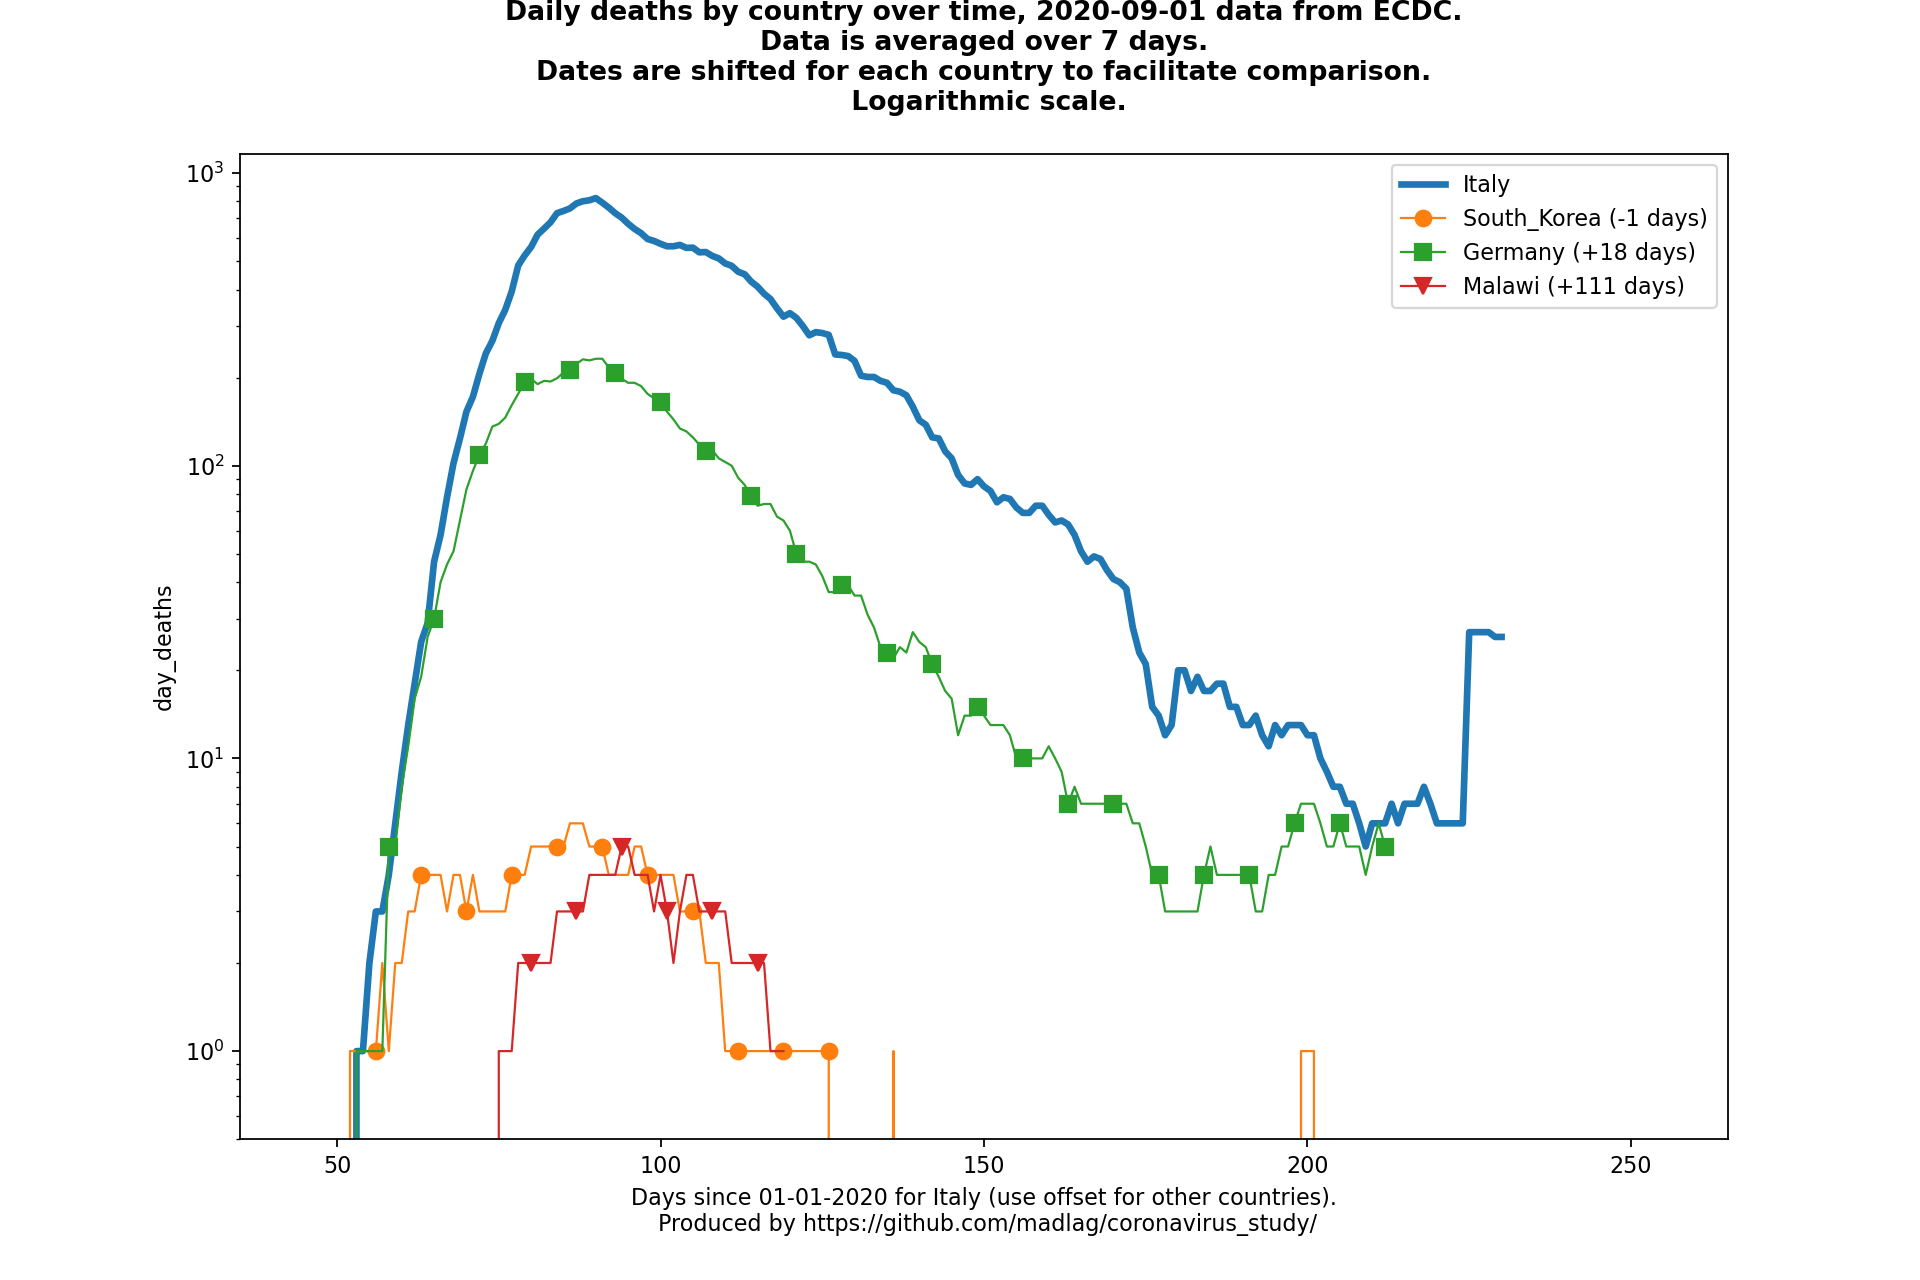 Daily deaths by country over time, 2020-09-01 data from ECDC.
Data is averaged over 7 days.
Dates are shifted for each country to facilitate comparison.
Logarithmic scale.
10³
10²
10¹
10⁰
day_deaths
Italy
South_Korea (-1 days)
Germany (+18 days)
Malawi (+111 days)
50 100 150 200 250
Days since 01-01-2020 for Italy (use offset for other countries).
Produced by https://github.com/madlag/coronavirus_study/